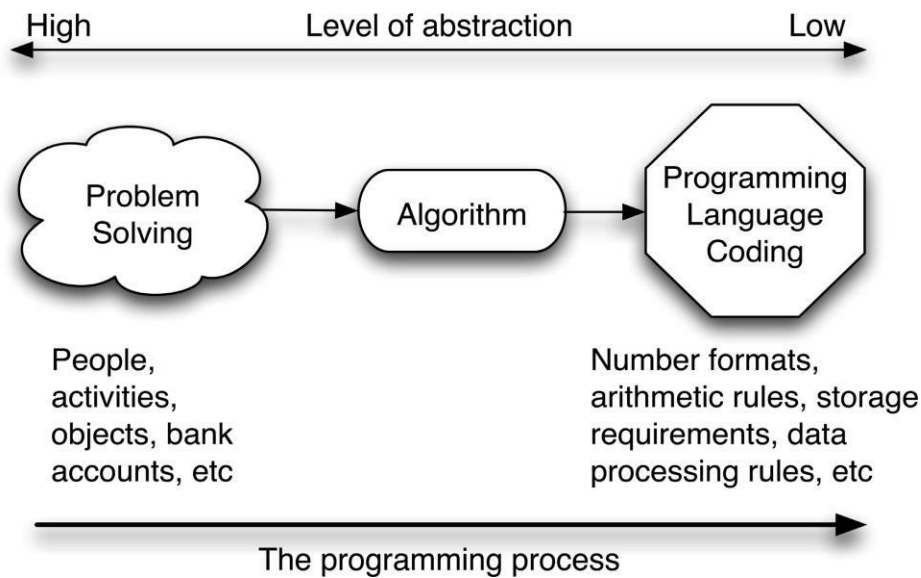 High Level of abstraction Low
Problem
Solving
Algorithm
Programming
Language
Coding
People,
activities,
objects, bank
accounts, etc
Number formats,
arithmetic rules, storage
requirements, data
processing rules, etc
The programming process